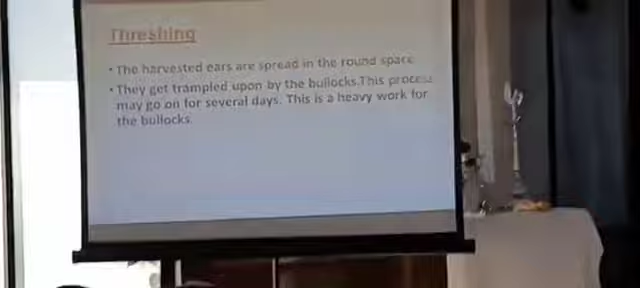 Threshing
• The harvested ears are spread in the round space
• They get trampled upon by the bullocks.This process
may go on for several days. This is a heavy work for
the bullocks.